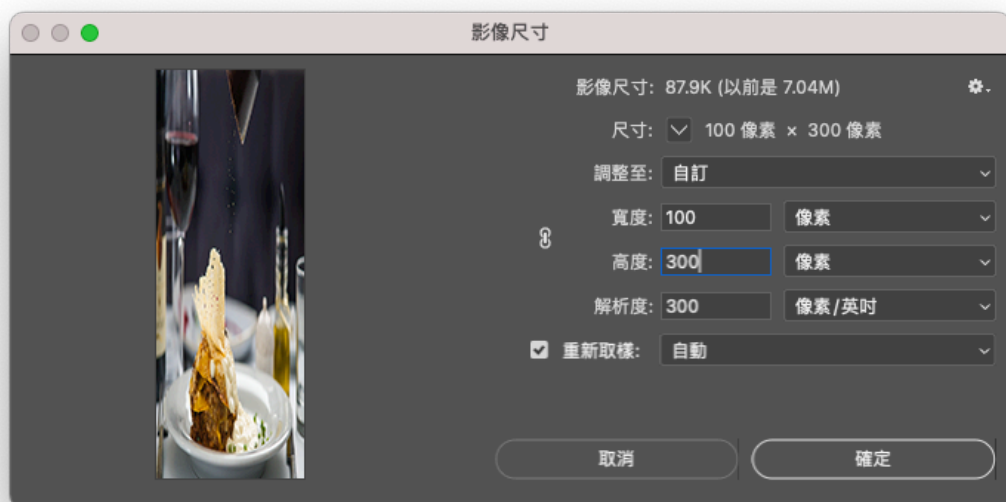 影像尺寸
影像尺寸: 87.9K (以前是 7.04M)
尺寸: 100 像素 × 300 像素
調整至: 自訂
寬度: 100 像素
高度: 300 像素
解析度: 300 像素/英吋
重新取樣: 自動
取消 確定